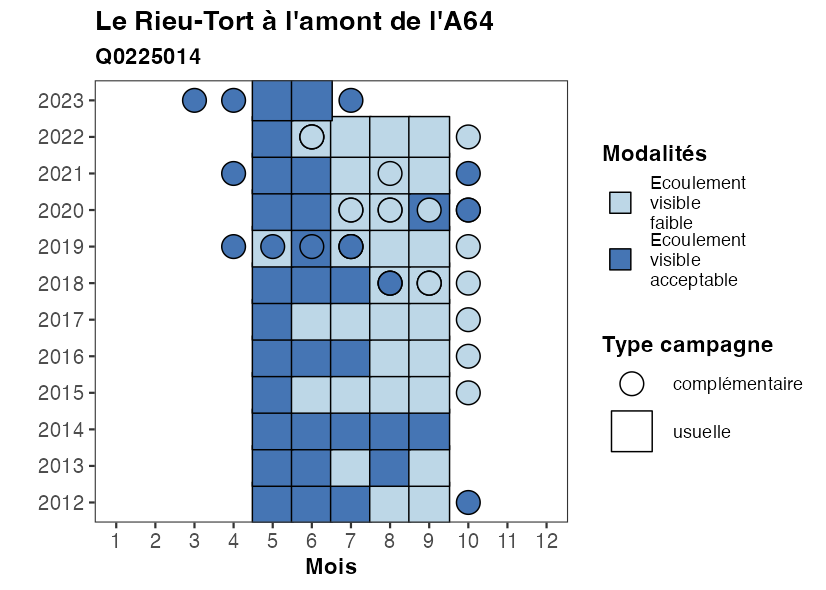 Le Rieu-Tort à l'amont de l'A64
Q0225014
2023
2022
2021
2020
2019
2018
2017
2016
2015
2014
2013
2012
1 2 3 4 5 6 7 8 9 10 11 12
Mois
Modalités
Ecoulement
visible
faible
Ecoulement
visible
acceptable
Type campagne
complémentaire
usuelle